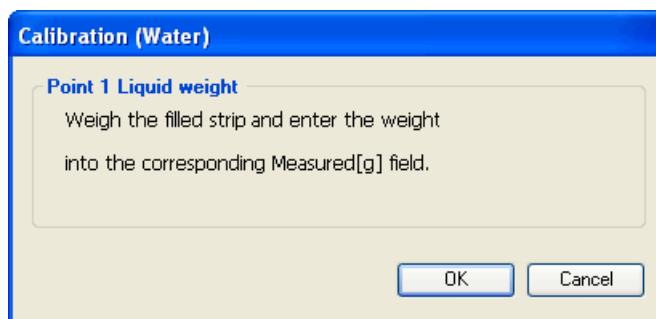 Calibration (Water)
Point 1 Liquid weight
Weigh the filled strip and enter the weight
into the corresponding Measured[g] field.
OK
Cancel